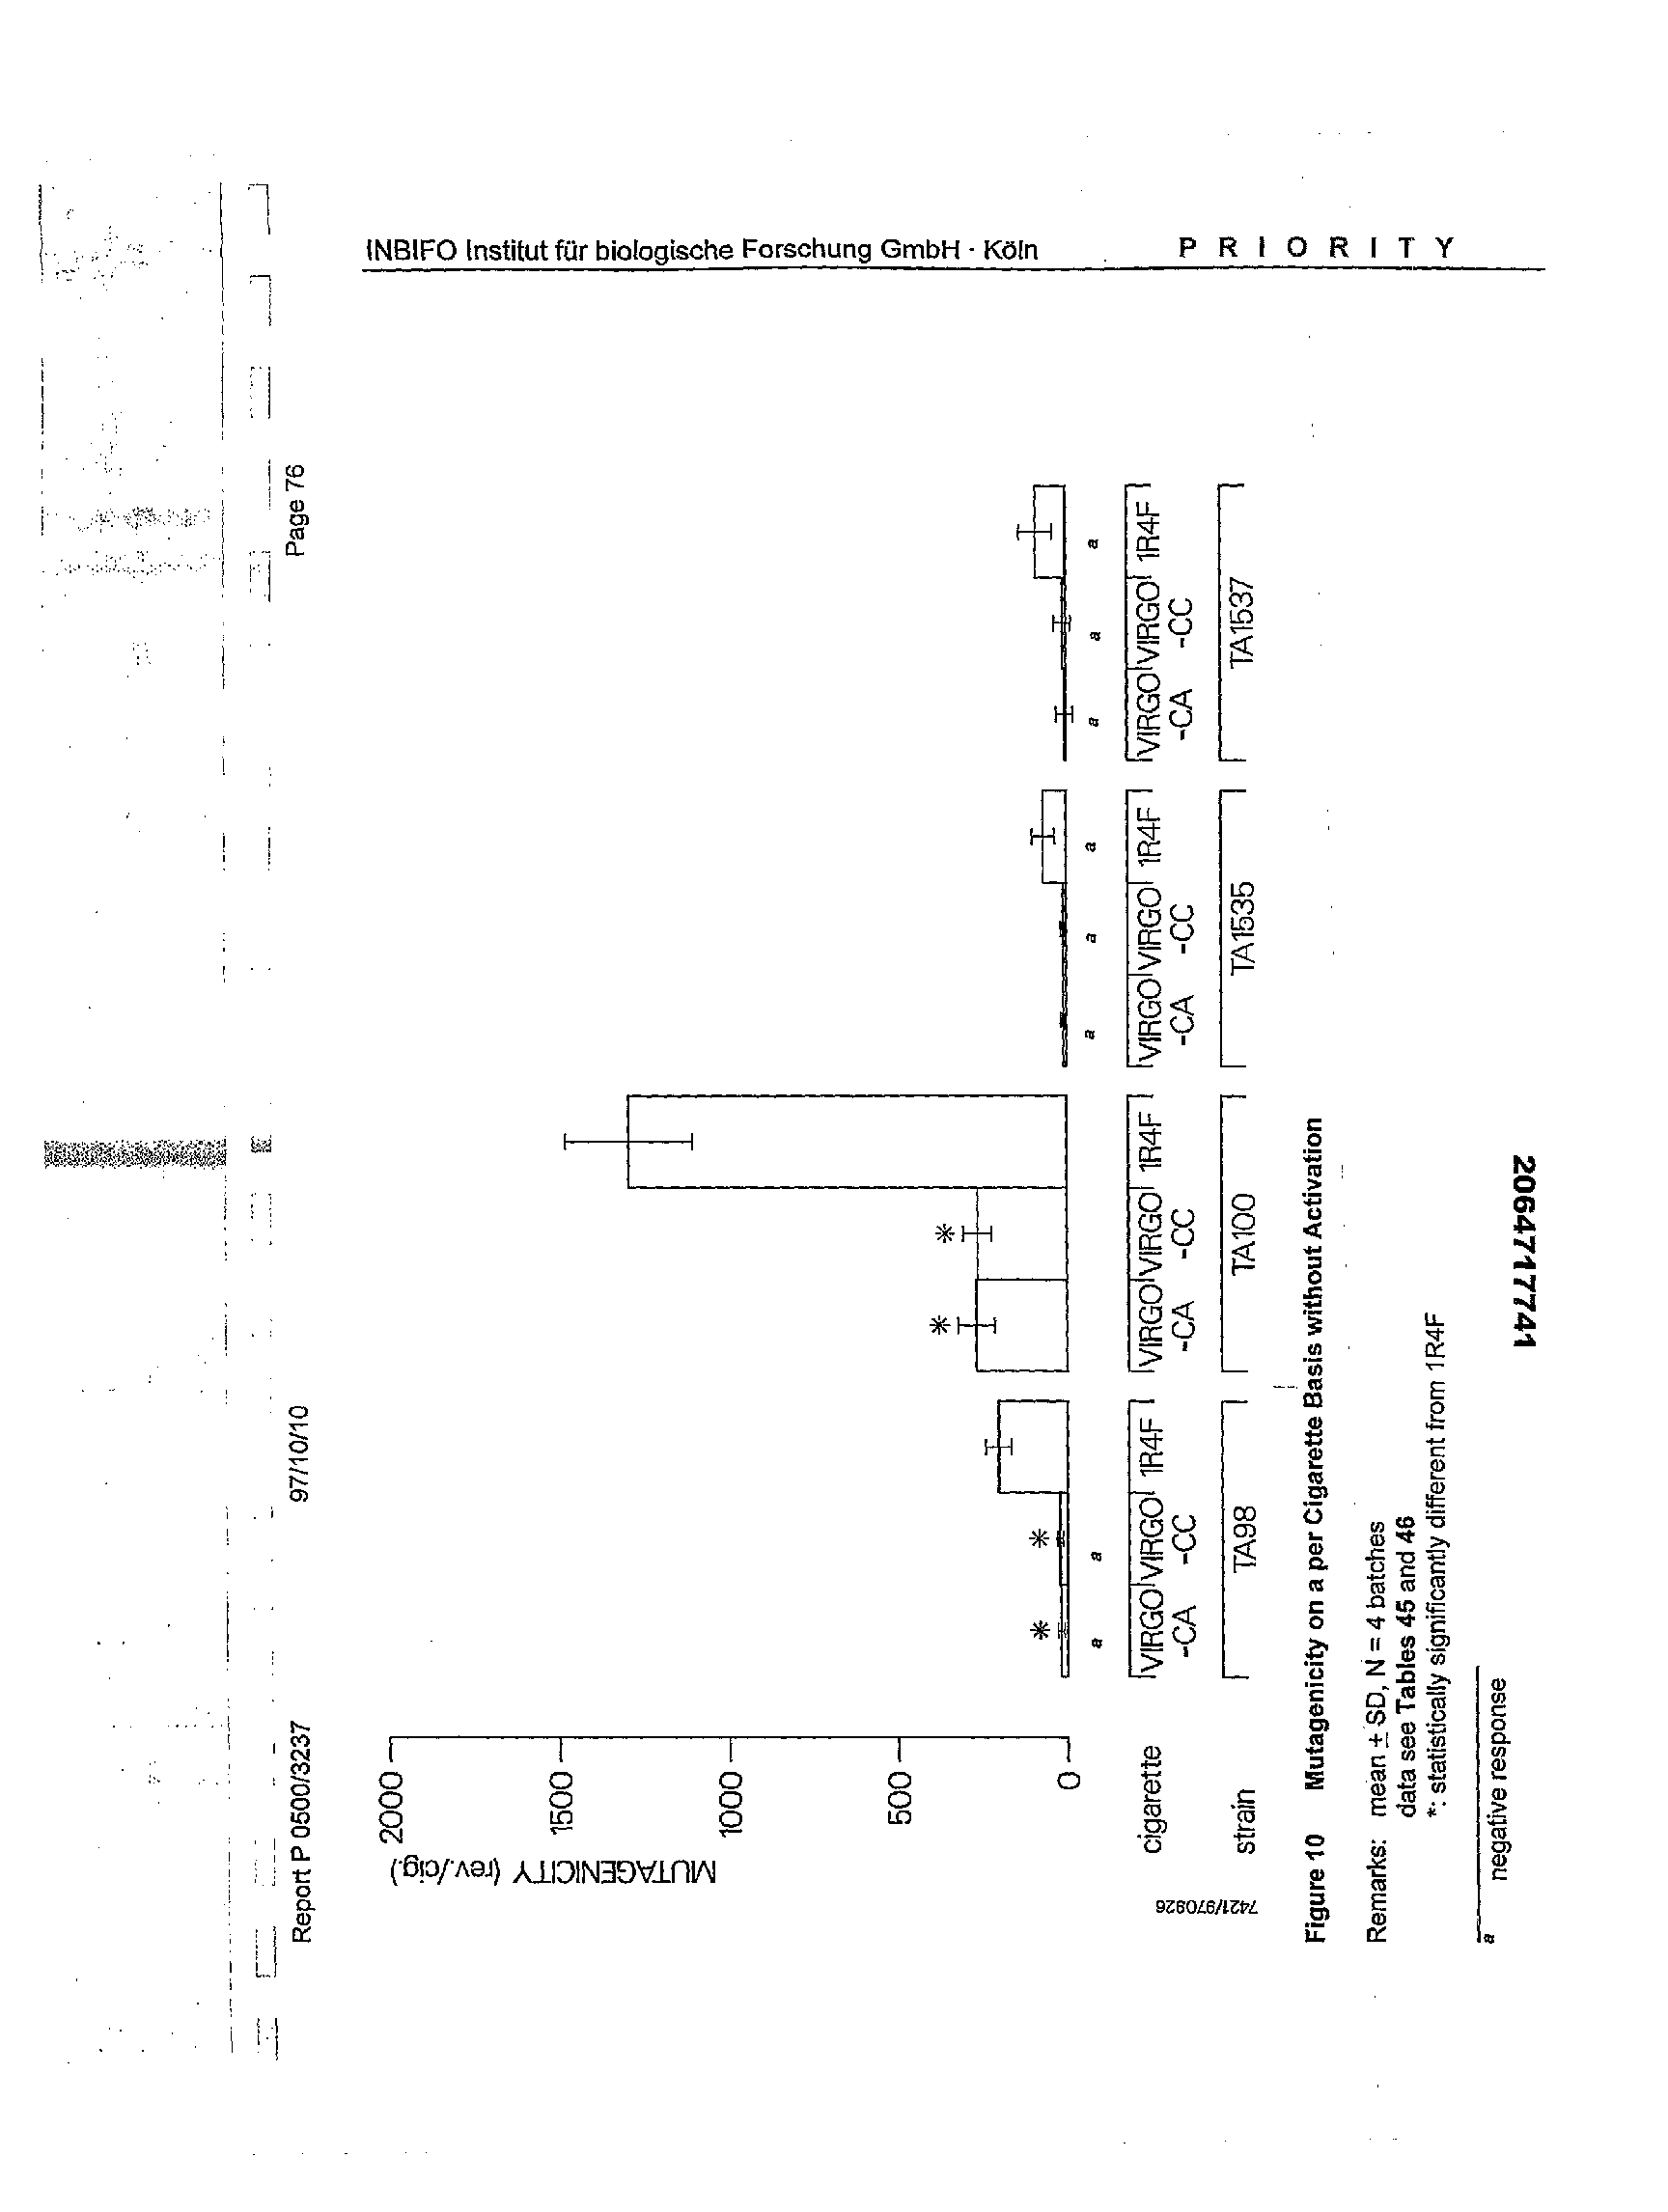 INBIFO Institut für biologische Forschung GmbH · Köln
P R I O R I T Y
Report P 0500/3237
97/10/10
Page 76
MUTAGENICITY (rev./cig.)
2000
1500
1000
500
0
* * * *
a a a a a a a a
cigarette
VIRGO VIRGO 1R4F VIRGO VIRGO 1R4F VIRGO VIRGO 1R4F VIRGO VIRGO 1R4F
-CA -CC -CA -CC -CA -CC -CA -CC
strain
TA98 TA100 TA1535 TA1537
7421/970826
Figure 10 Mutagenicity on a per Cigarette Basis without Activation
Remarks: mean ± SD, N = 4 batches
data see Tables 45 and 46
*: statistically significantly different from 1R4F
a
negative response
2064717741